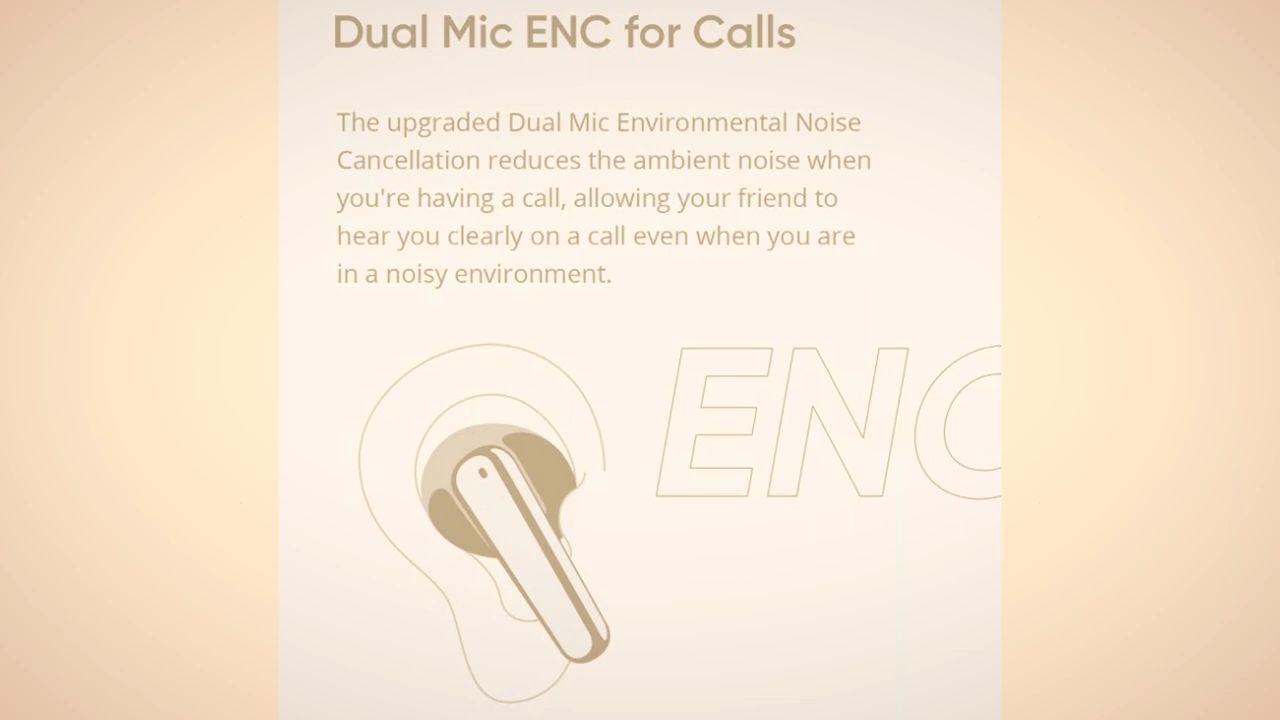 Dual Mic ENC for Calls
The upgraded Dual Mic Environmental Noise
Cancellation reduces the ambient noise when
you're having a call, allowing your friend to
hear you clearly on a call even when you are
in a noisy environment.
ENC